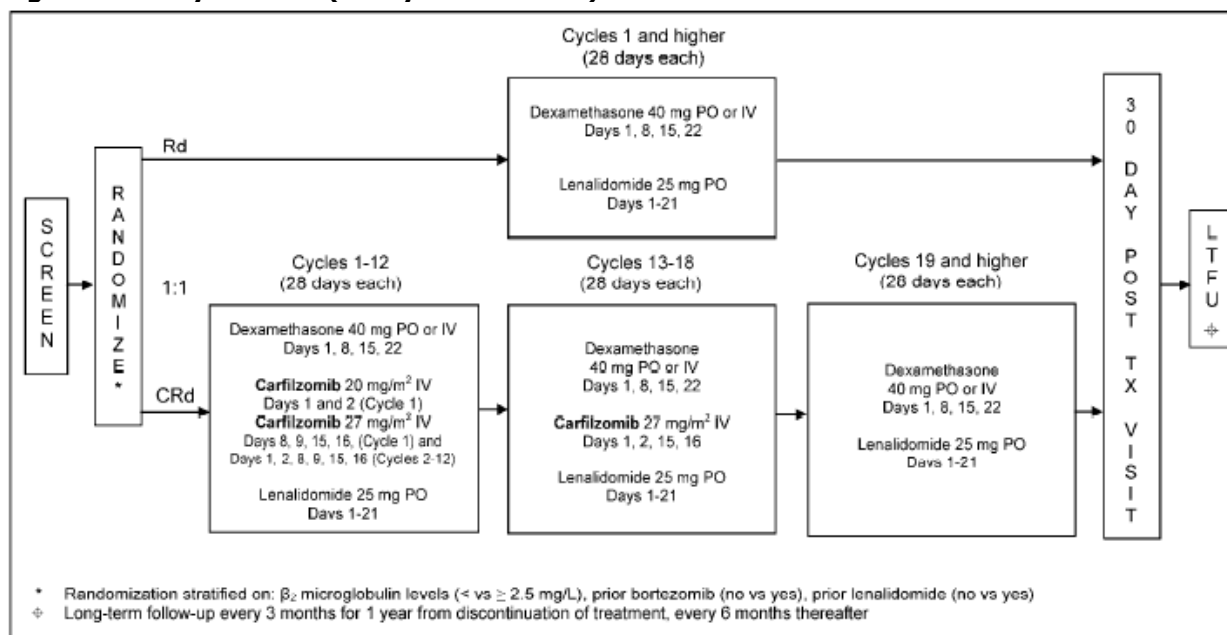 Cycles 1 and higher
(28 days each)
Dexamethasone 40 mg PO or IV
Days 1, 8, 15, 22
Lenalidomide 25 mg PO
Days 1-21
Rd
SCREEN
RANDOMIZE*
1:1
CRd
Cycles 1-12
(28 days each)
Dexamethasone 40 mg PO or IV
Days 1, 8, 15, 22
Carfilzomib 20 mg/m² IV
Days 1 and 2 (Cycle 1)
Carfilzomib 27 mg/m² IV
Days 8, 9, 15, 16, (Cycle 1) and
Days 1, 2, 8, 9, 15, 16 (Cycles 2-12)
Lenalidomide 25 mg PO
Days 1-21
Cycles 13-18
(28 days each)
Dexamethasone
40 mg PO or IV
Days 1, 8, 15, 22
Carfilzomib 27 mg/m² IV
Days 1, 2, 15, 16
Lenalidomide 25 mg PO
Days 1-21
Cycles 19 and higher
(28 days each)
Dexamethasone
40 mg PO or IV
Days 1, 8, 15, 22
Lenalidomide 25 mg PO
Days 1-21
30 DAY POST TX VISIT
LTFU ⌖
* Randomization stratified on: β₂ microglobulin levels (< vs ≥ 2.5 mg/L), prior bortezomib (no vs yes), prior lenalidomide (no vs yes)
⌖ Long-term follow-up every 3 months for 1 year from discontinuation of treatment, every 6 months thereafter